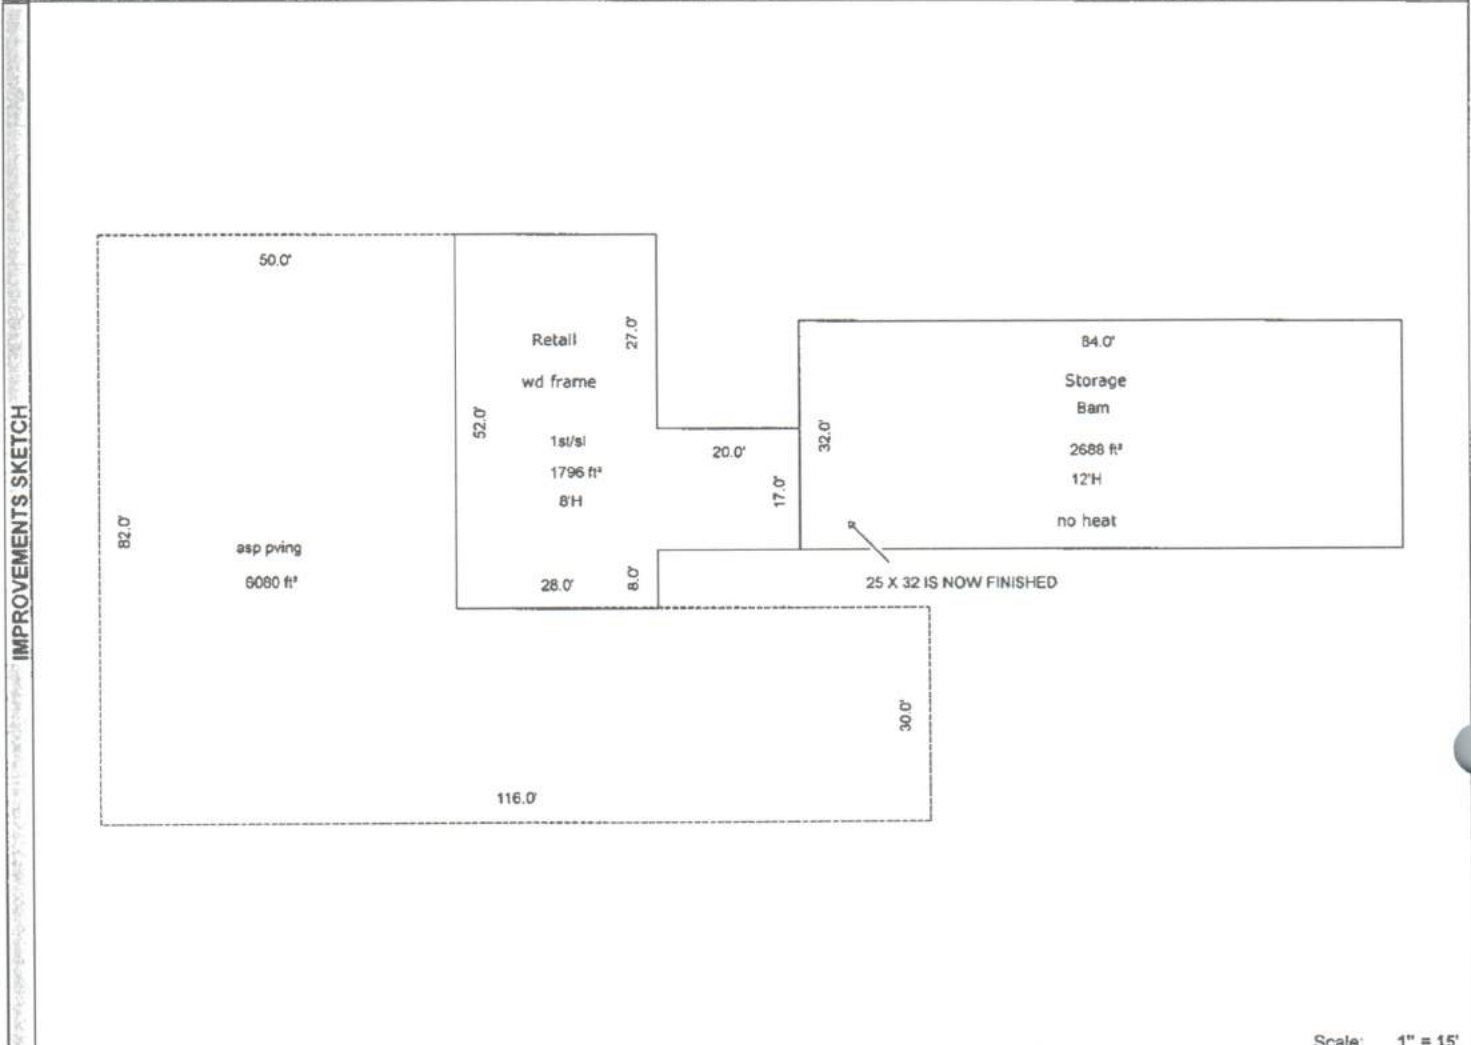 IMPROVEMENTS SKETCH
50.0'
82.0'
asp pving
6080 ft²
116.0'
30.0'
Retail
wd frame
1st/sl
1796 ft²
8'H
52.0'
27.0'
28.0'
8.0'
20.0'
17.0'
84.0'
Storage
Barn
2688 ft²
12'H
no heat
32.0'
25 X 32 IS NOW FINISHED
Scale: 1" = 15'